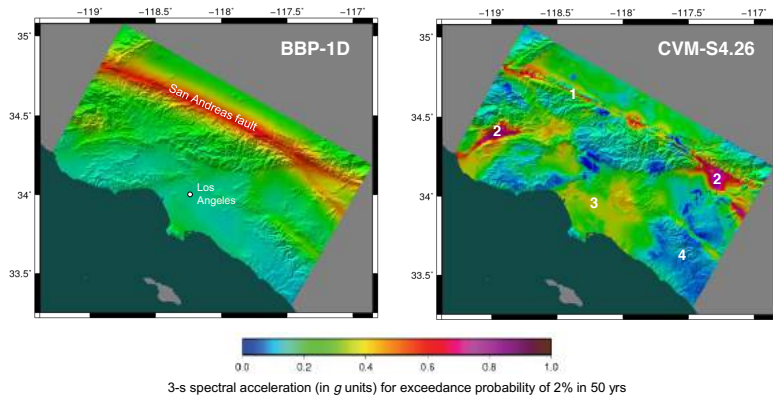 −119° −118.5° −118° −117.5° −117°
BBP-1D
35°
34.5°
34°
33.5°
San Andreas fault
Los
Angeles
−119° −118.5° −118° −117.5° −117°
CVM-S4.26
35°
34.5°
34°
33.5°
1
2
2
3
4
0.0 0.2 0.4 0.6 0.8 1.0
3-s spectral acceleration (in g units) for exceedance probability of 2% in 50 yrs